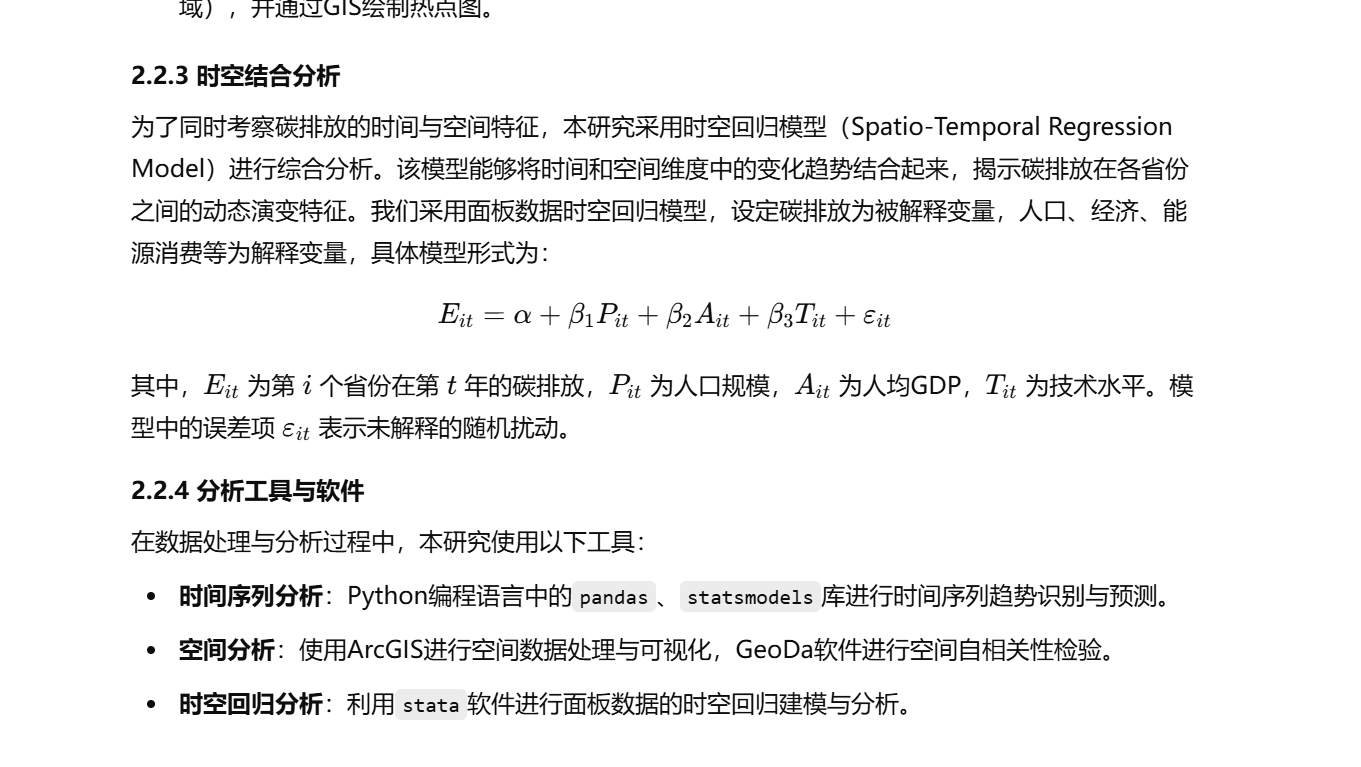 域），并通过GIS绘制热点图。
2.2.3 时空结合分析
为了同时考察碳排放的时间与空间特征，本研究采用时空回归模型（Spatio-Temporal Regression
Model）进行综合分析。该模型能够将时间和空间维度中的变化趋势结合起来，揭示碳排放在各省份
之间的动态演变特征。我们采用面板数据时空回归模型，设定碳排放为被解释变量，人口、经济、能
源消费等为解释变量，具体模型形式为：
E_{it} = α + β_1P_{it} + β_2A_{it} + β_3T_{it} + ε_{it}
其中，E_{it} 为第 i 个省份在第 t 年的碳排放，P_{it} 为人口规模，A_{it} 为人均GDP，T_{it} 为技术水平。模
型中的误差项 ε_{it} 表示未解释的随机扰动。
2.2.4 分析工具与软件
在数据处理与分析过程中，本研究使用以下工具：
• 时间序列分析：Python编程语言中的 pandas 、 statsmodels 库进行时间序列趋势识别与预测。
• 空间分析：使用ArcGIS进行空间数据处理与可视化，GeoDa软件进行空间自相关性检验。
• 时空回归分析：利用 stata 软件进行面板数据的时空回归建模与分析。